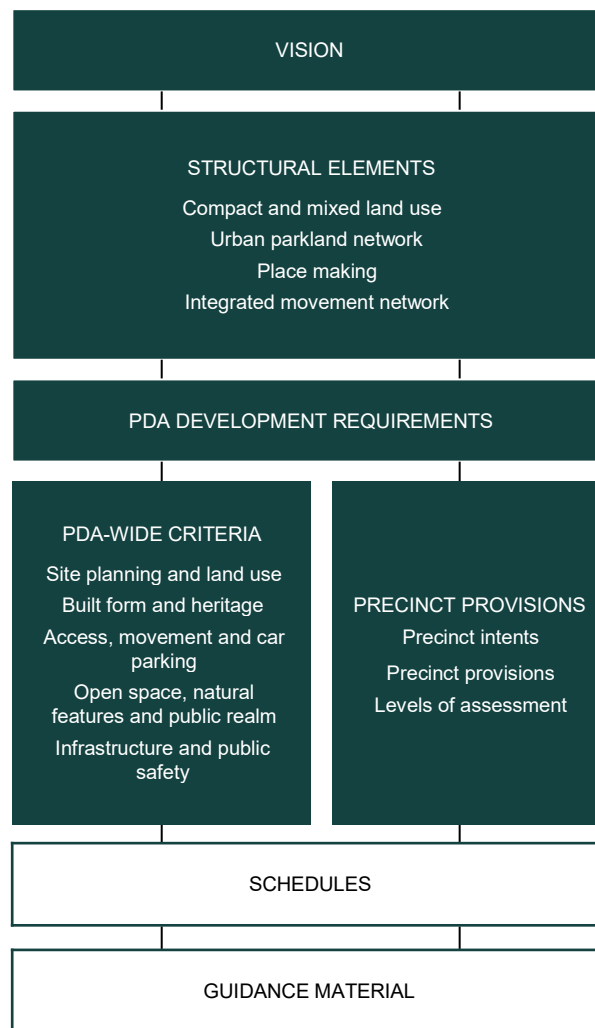 VISION
STRUCTURAL ELEMENTS
Compact and mixed land use
Urban parkland network
Place making
Integrated movement network
PDA DEVELOPMENT REQUIREMENTS
PDA-WIDE CRITERIA
Site planning and land use
Built form and heritage
Access, movement and car
parking
Open space, natural
features and public realm
Infrastructure and public
safety
PRECINCT PROVISIONS
Precinct intents
Precinct provisions
Levels of assessment
SCHEDULES
GUIDANCE MATERIAL